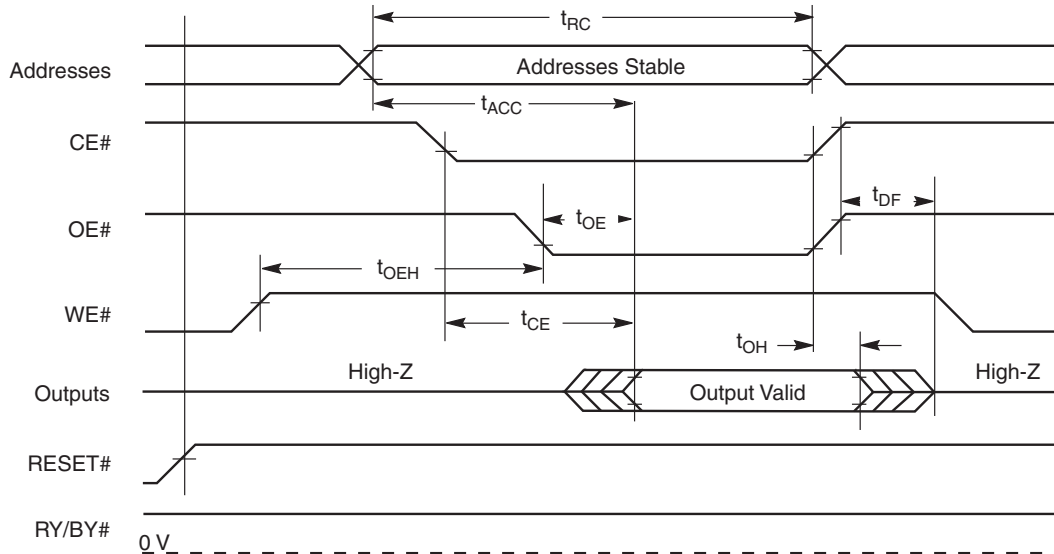 tRC
Addresses
Addresses Stable
tACC
CE#
tDF
OE#
tOE
tOEH
WE#
tCE
tOH
High-Z
High-Z
Outputs
Output Valid
RESET#
RY/BY#
0 V